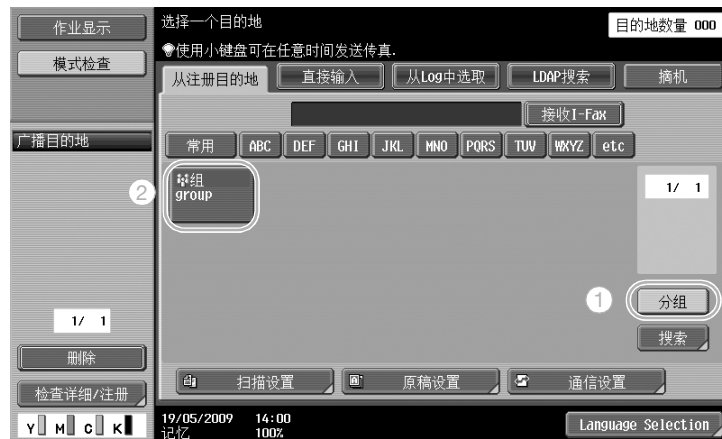 作业显示
模式检查
广播目的地
1/ 1
删除
检查详细/注册
Y M C K
选择一个目的地
目的地数量 000
使用小键盘可在任意时间发送传真.
从注册目的地 直接输入 从Log中选取 LDAP搜索 摘机
接收I-Fax
常用 ABC DEF GHI JKL MNO PQRS TUV WXYZ etc
组
group
2
1/ 1
1
分组
搜索
扫描设置 原稿设置 通信设置
19/05/2009 14:00
记忆 100%
Language Selection